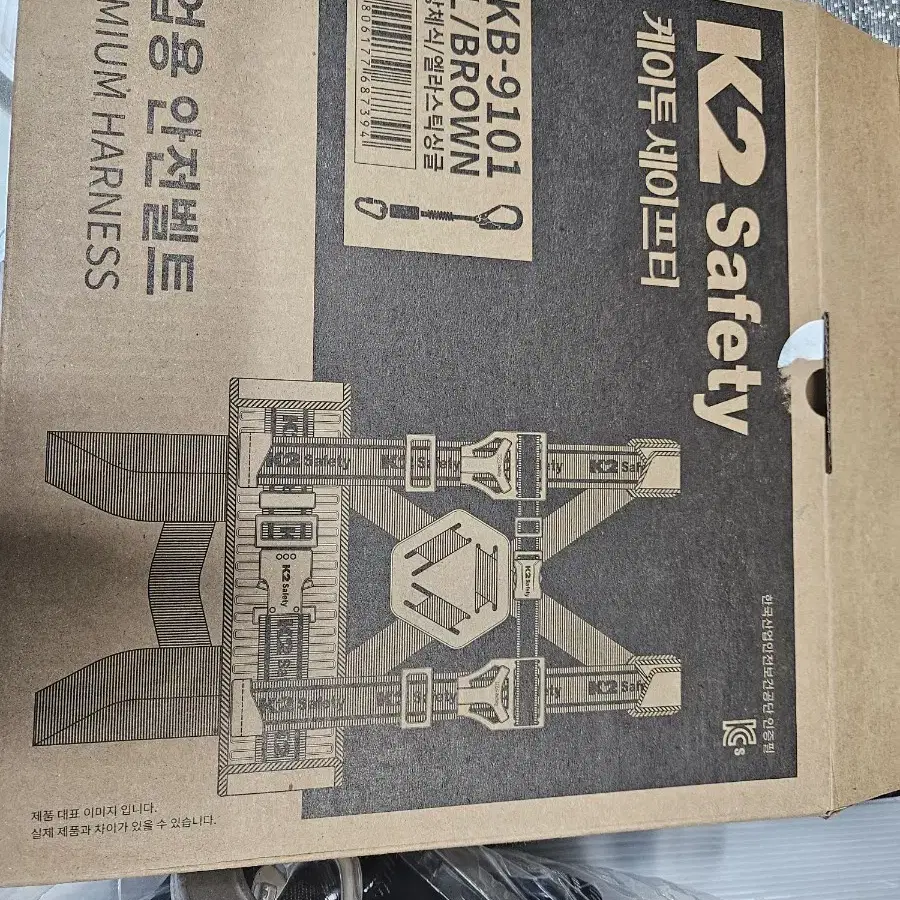 K2 Safety
케이투 세이프티
KB-9101
L/BROWN
상체식/엘라스틱싱글
업용 안전벨트
MIUM HARNESS
한국산업안전보건공단 인증필
KCs
K2 Safety
K2 Safety
K2 Safety
K2 Safety
제품 대표 이미지 입니다.
실제 제품과 차이가 있을 수 있습니다.